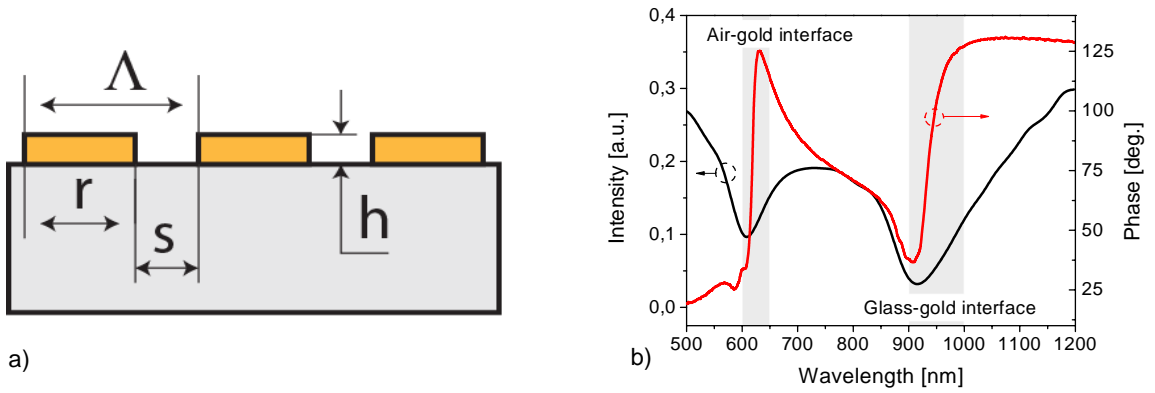 Λ
r
s
h
a)
0,4
0,3
0,2
0,1
0,0
Intensity [a.u.]
Air-gold interface
Glass-gold interface
125
100
75
50
25
Phase [deg.]
500 600 700 800 900 1000 1100 1200
Wavelength [nm]
b)